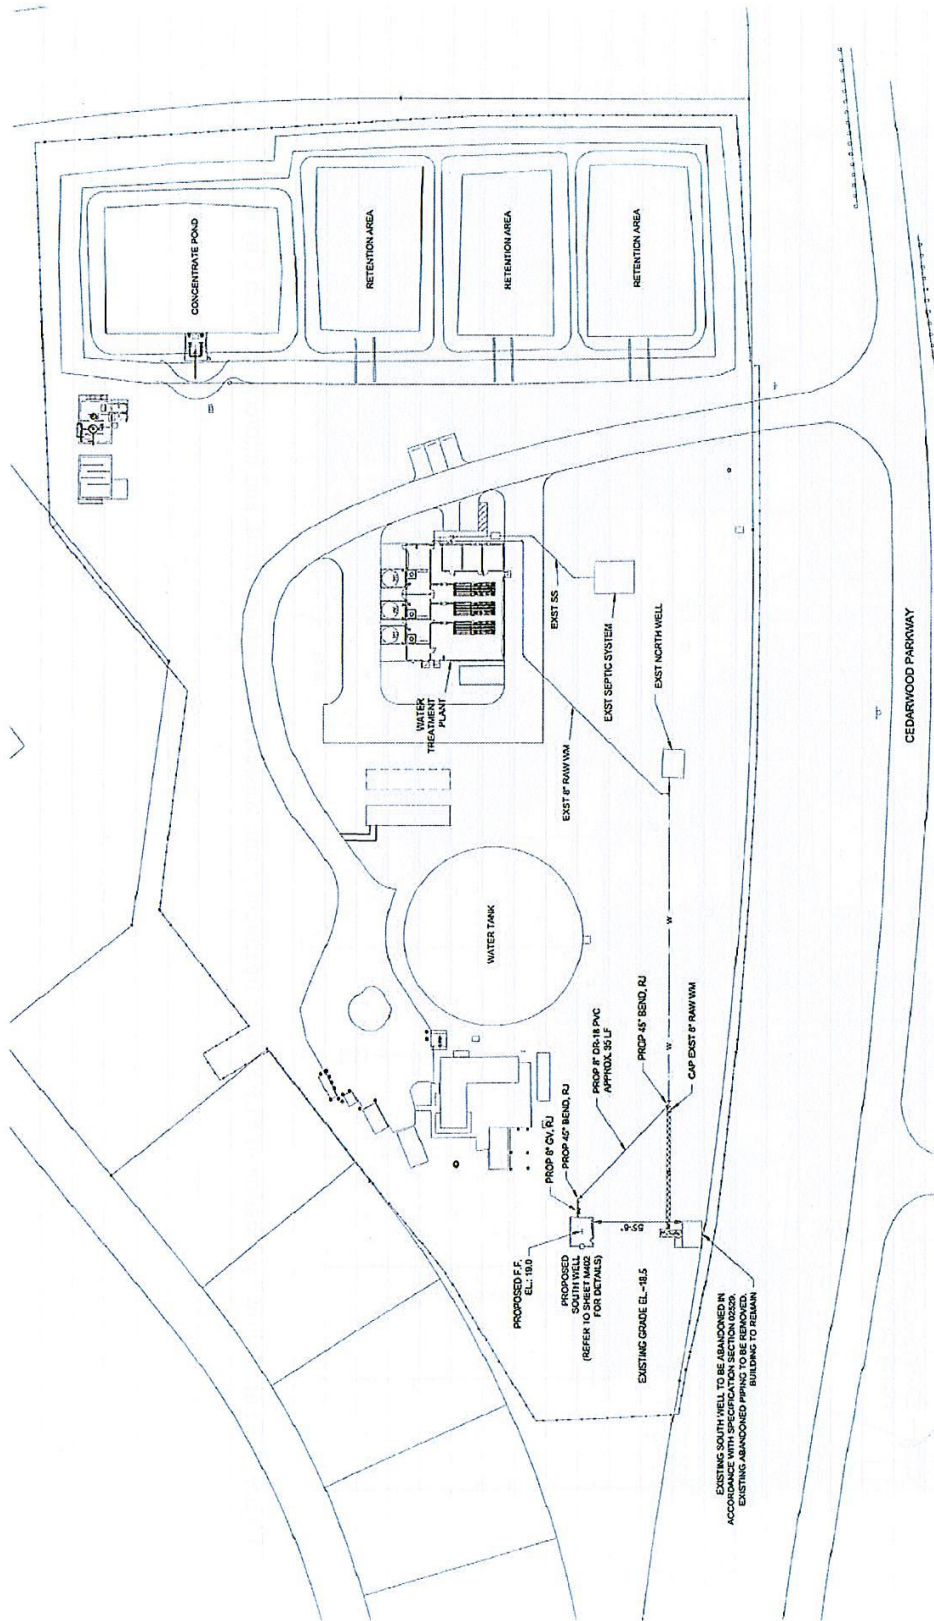 CONCENTRATE POND
RETENTION AREA
RETENTION AREA
RETENTION AREA
WATER
TREATMENT
PLANT
EXST SS
EXST SEPTIC SYSTEM
EXST NORTH WELL
EXST 8" RAW WM
WATER TANK
W
W
PROP 45° BEND, RJ
CAP EXST 8" RAW WM
PROP 8" DR-18 PVC
APPROX. 95 LF
PROP 8" GV, RJ
PROP 45° BEND, RJ
PROPOSED F.F.
EL.: 19.0
PROPOSED
SOUTH WELL
(REFER TO SHEET M402
FOR DETAILS)
55'-6"
EXISTING GRADE EL~18.5
EXISTING SOUTH WELL TO BE ABANDONED IN
ACCORDANCE WITH SPECIFICATION SECTION 02529.
EXISTING ABANDONED PIPING TO BE REMOVED.
BUILDING TO REMAIN
CEDARWOOD PARKWAY